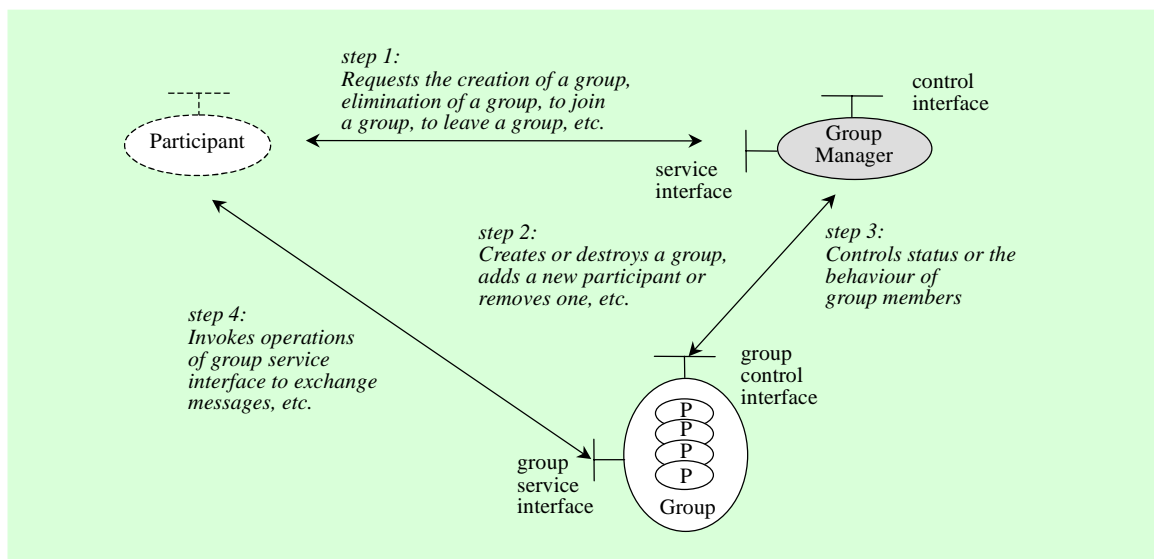 step 1:
Requests the creation of a group,
elimination of a group, to join
a group, to leave a group, etc.
control
interface
Participant
Group
Manager
service
interface
step 2:
Creates or destroys a group,
adds a new participant or
removes one, etc.
step 3:
Controls status or the
behaviour of
group members
step 4:
Invokes operations
of group service
interface to exchange
messages, etc.
group
control
interface
P
P
P
P
Group
group
service
interface